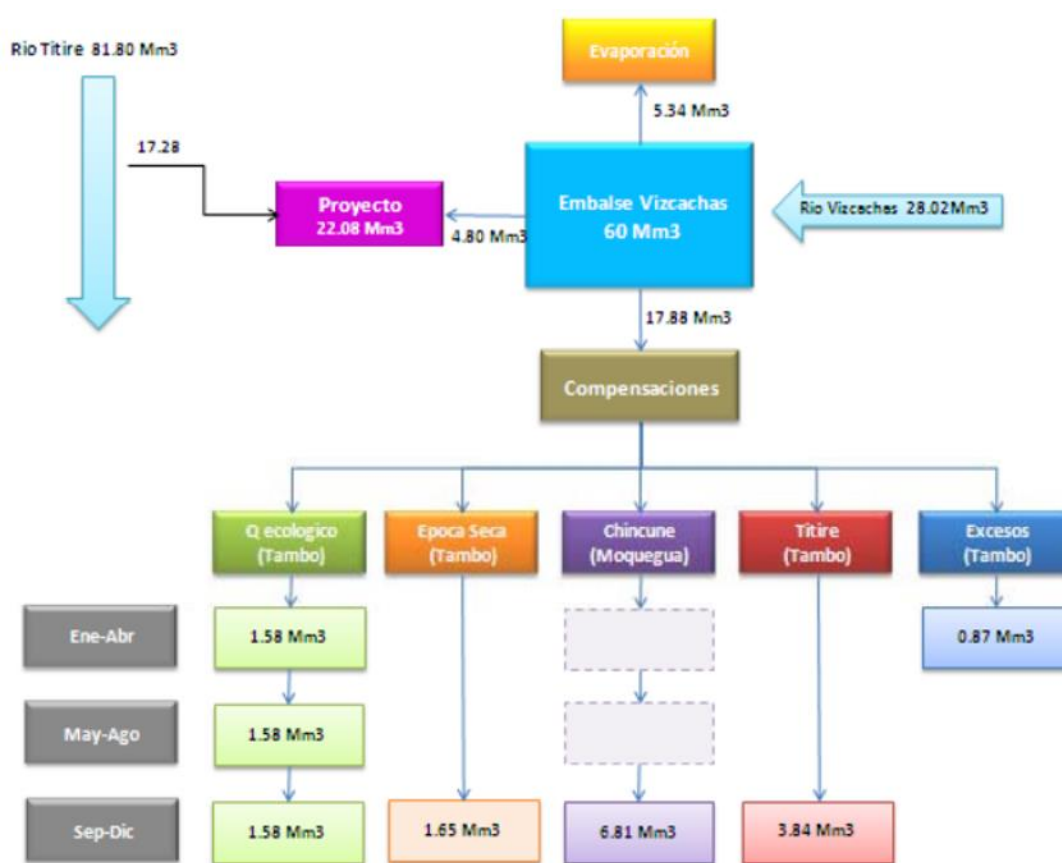 Evaporación
Rio Titire 81.80 Mm3
5.34 Mm3
17.28
Proyecto
22.08 Mm3
4.80 Mm3
Embalse Vizcachas
60 Mm3
Rio Vizcachas 28.02Mm3
17.88 Mm3
Compensaciones
Q ecologico
(Tambo)
Epoca Seca
(Tambo)
Chincune
(Moquegua)
Titire
(Tambo)
Excesos
(Tambo)
Ene-Abr
1.58 Mm3
0.87 Mm3
May-Ago
1.58 Mm3
Sep-Dic
1.58 Mm3
1.65 Mm3
6.81 Mm3
3.84 Mm3